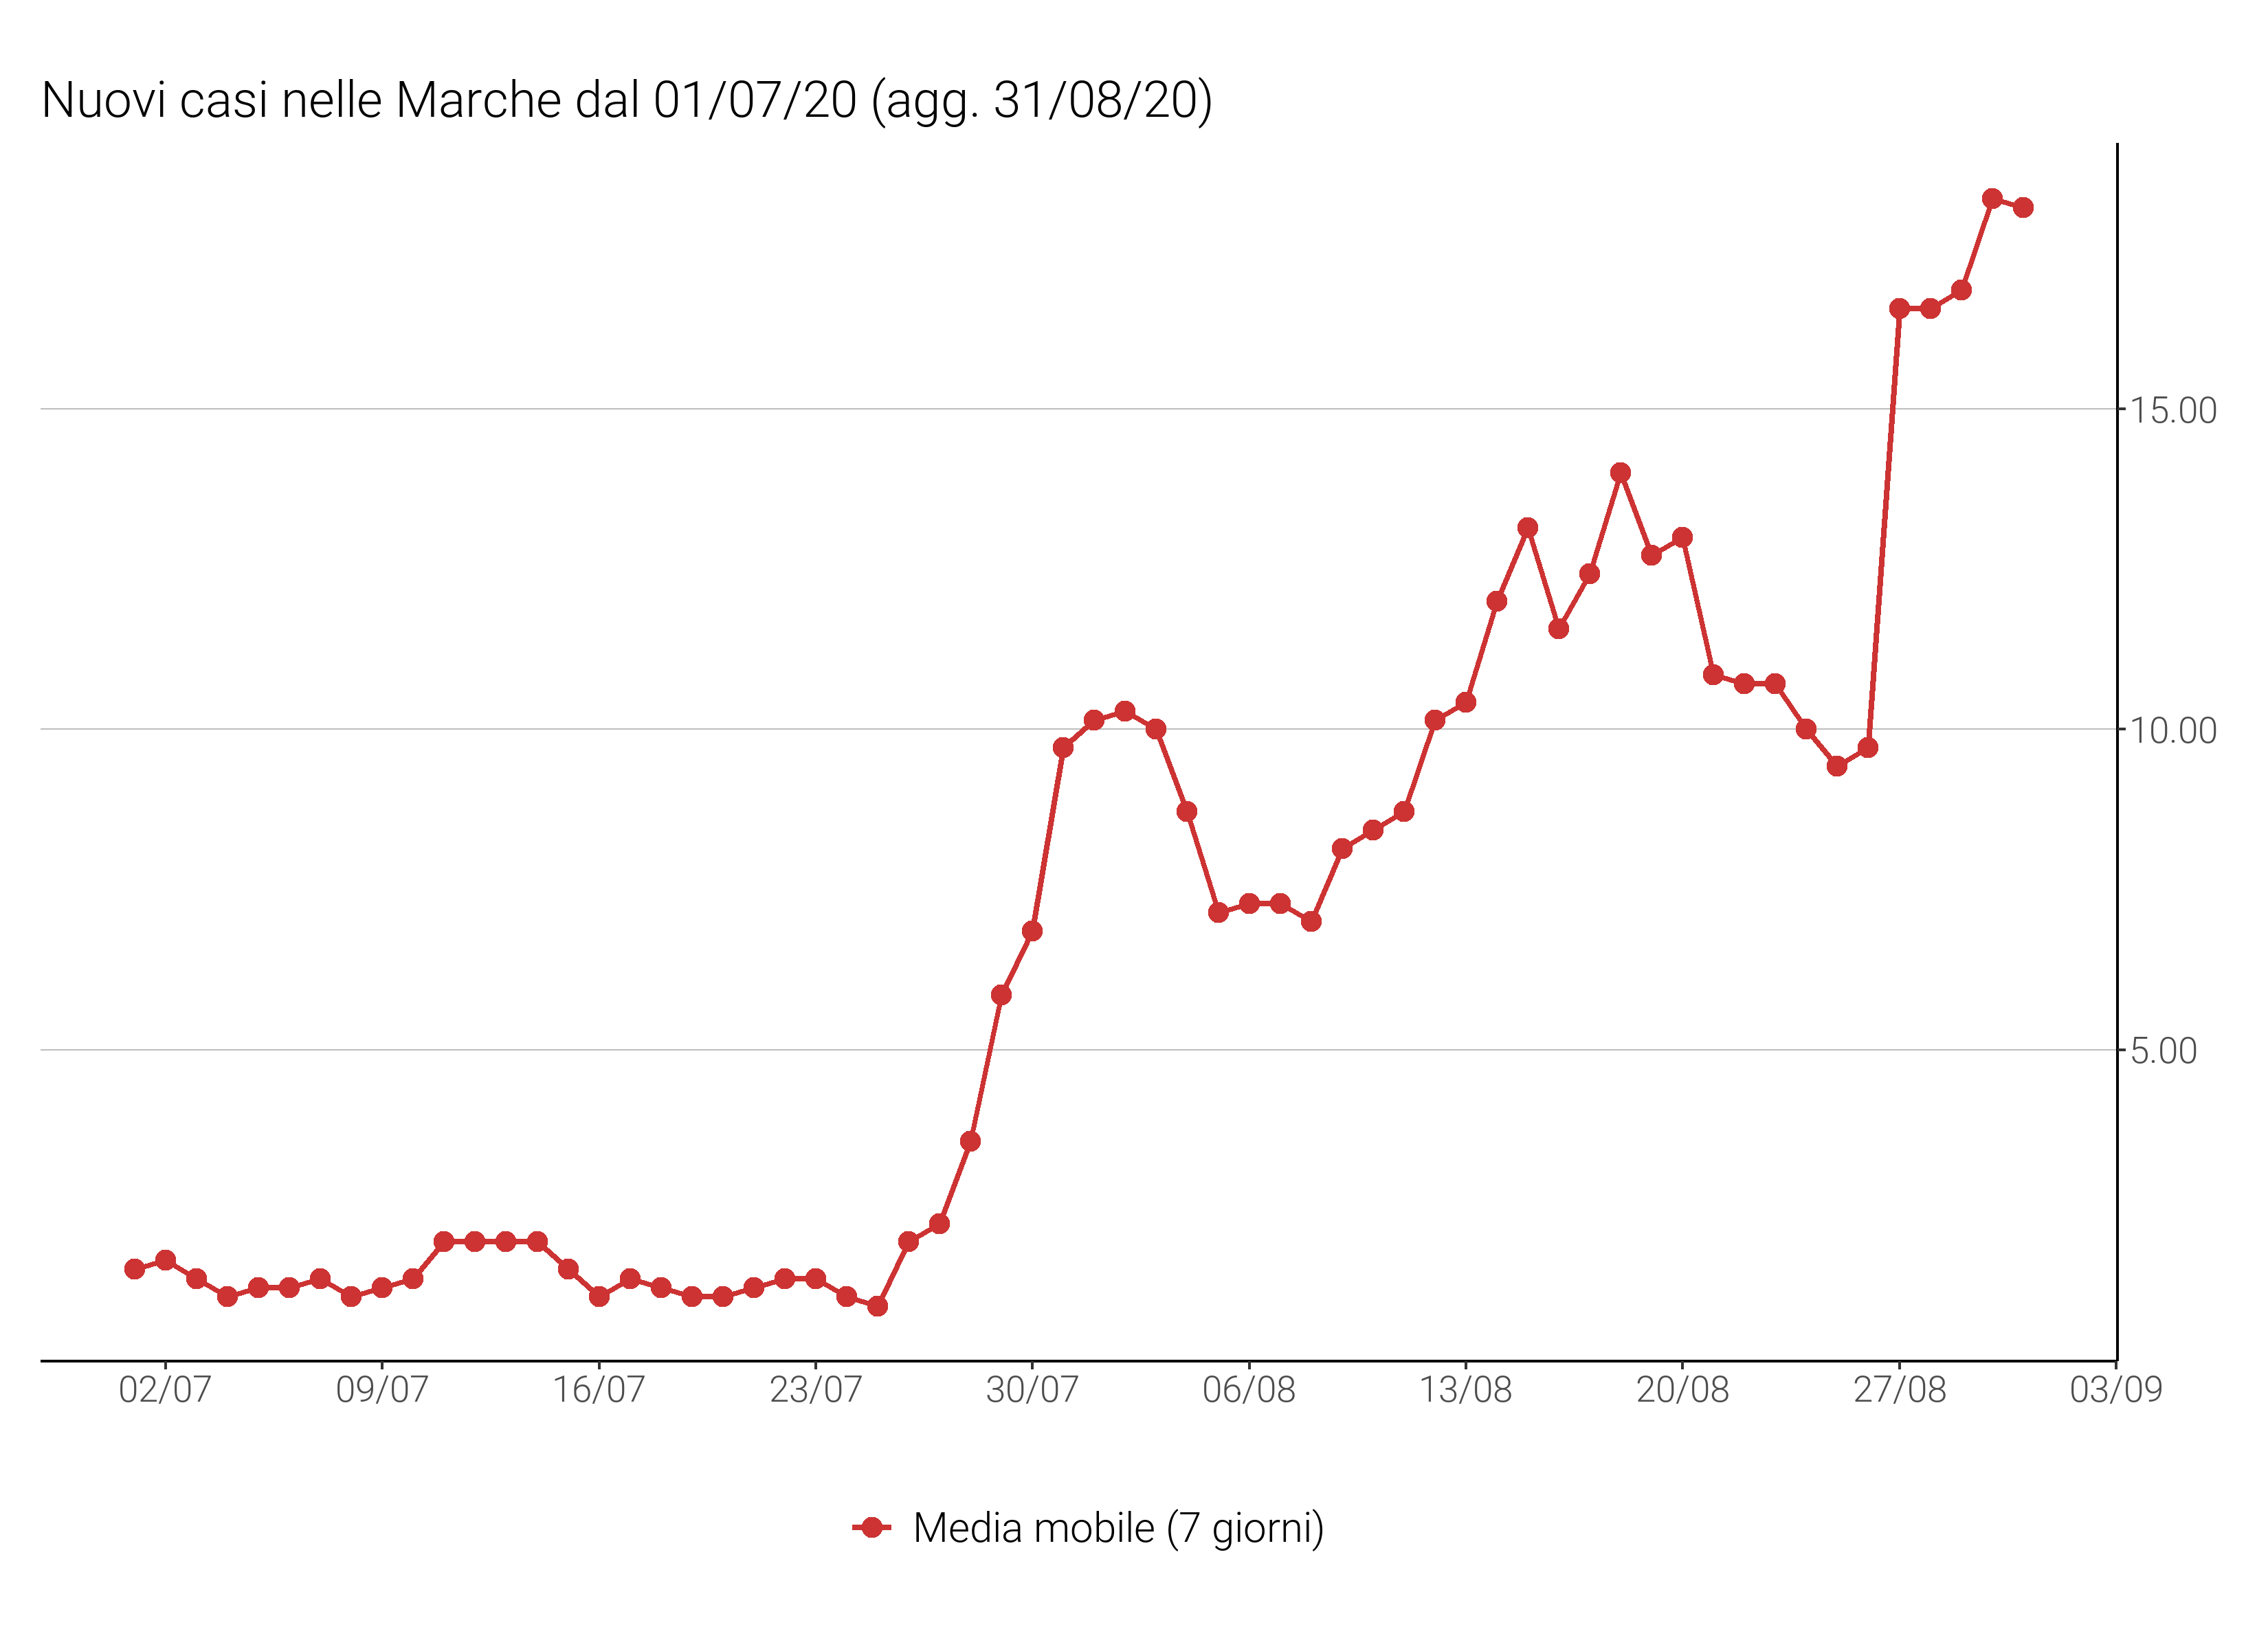 Nuovi casi nelle Marche dal 01/07/20 (agg. 31/08/20)
15.00
10.00
5.00
02/07 09/07 16/07 23/07 30/07 06/08 13/08 20/08 27/08 03/09
Media mobile (7 giorni)